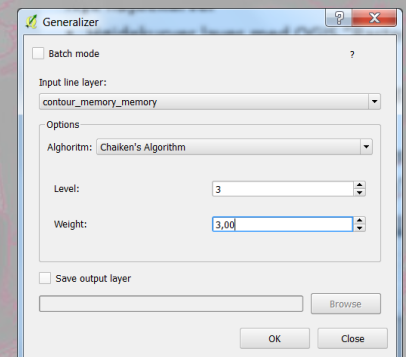 Generalizer
Batch mode
?
Input line layer:
contour_memory_memory
Options
Alghoritm: Chaiken's Algorithm
Level: 3
Weight: 3,00
Save output layer
Browse
OK Close